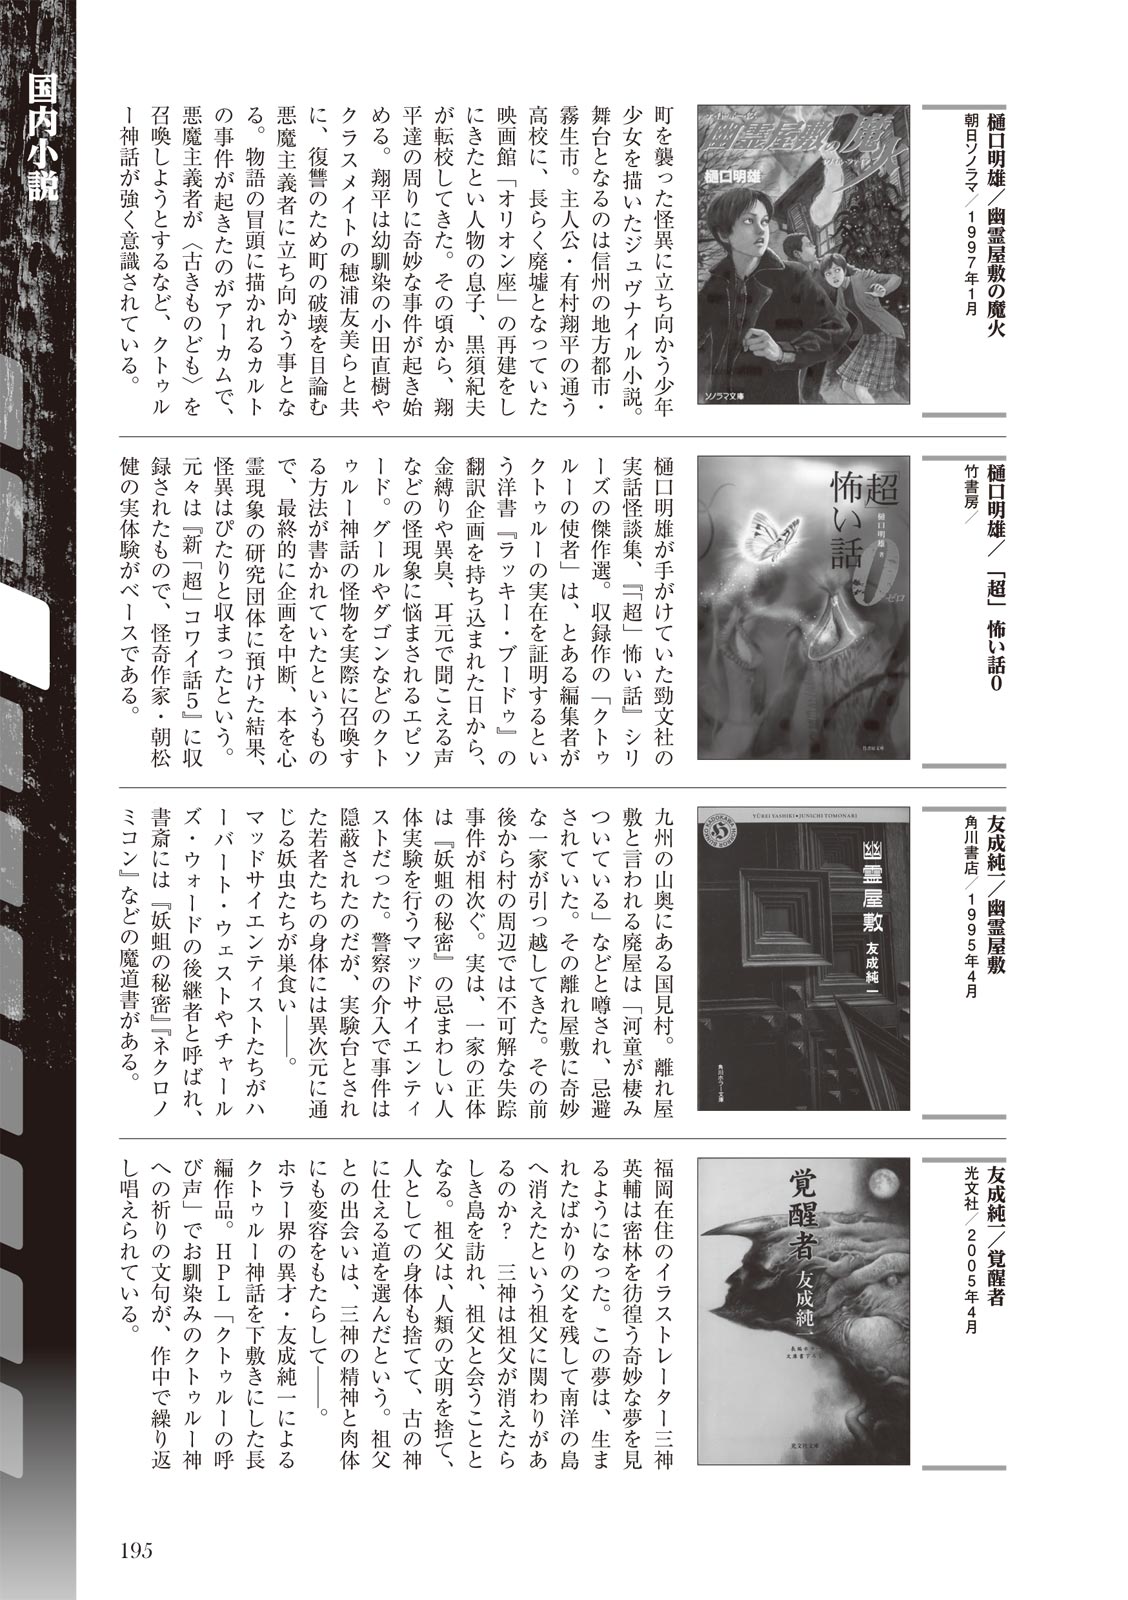 国内小説
樋口明雄／幽霊屋敷の魔火
朝日ソノラマ／1997年1月
幽霊屋敷の魔火
樋口明雄
ソノラマ文庫
町を襲った怪異に立ち向かう少年
少女を描いたジュヴナイル小説。
舞台となるのは信州の地方都市・
霧生市。主人公・有村翔平の通う
高校に、長らく廃墟となっていた
映画館「オリオン座」の再建をし
にきたとい人物の息子、黒須紀夫
が転校してきた。その頃から、翔
平達の周りに奇妙な事件が起き始
める。翔平は幼馴染の小田直樹や
クラスメイトの穂浦友美らと共
に、復讐のため町の破壊を目論む
悪魔主義者に立ち向かう事とな
る。物語の冒頭に描かれるカルト
の事件が起きたのがアーカムで、
悪魔主義者が〈古きものども〉を
召喚しようとするなど、クトゥル
ー神話が強く意識されている。
樋口明雄／「超」怖い話0
竹書房／
「超」
怖い話
0
ゼロ
樋口明雄 著
竹書房文庫
樋口明雄が手がけていた勁文社の
実話怪談集、『「超」怖い話』シリ
ーズの傑作選。収録作の「クトゥ
ルーの使者」は、とある編集者が
クトゥルーの実在を証明するとい
う洋書『ラッキー・ブードゥ』の
翻訳企画を持ち込まれた日から、
金縛りや異臭、耳元で聞こえる声
などの怪現象に悩まされるエピソ
ード。グールやダゴンなどのクト
ゥルー神話の怪物を実際に召喚す
る方法が書かれていたというもの
で、最終的に企画を中断、本を心
霊現象の研究団体に預けた結果、
怪異はぴたりと収まったという。
元々は『新「超」コワイ話5』に収
録されたもので、怪奇作家・朝松
健の実体験がベースである。
友成純一／幽霊屋敷
角川書店／1995年4月
YŪREI YASHIKI•JUNICHI TOMONARI
幽霊屋敷
友成純一
角川ホラー文庫
九州の山奥にある国見村。離れ屋
敷と言われる廃屋は「河童が棲み
ついている」などと噂され、忌避
されていた。その離れ屋敷に奇妙
な一家が引っ越してきた。その前
後から村の周辺では不可解な失踪
事件が相次ぐ。実は、一家の正体
は『妖蛆の秘密』の忌まわしい人
体実験を行うマッドサイエンティ
ストだった。警察の介入で事件は
隠蔽されたのだが、実験台とされ
た若者たちの身体には異次元に通
じる妖虫たちが巣食い――。
マッドサイエンティストたちがハ
ーバート・ウェストやチャール
ズ・ウォードの後継者と呼ばれ、
書斎には『妖蛆の秘密』『ネクロノ
ミコン』などの魔道書がある。
友成純一／覚醒者
光文社／2005年4月
覚醒者
友成純一
光文社文庫
福岡在住のイラストレーター三神
英輔は密林を彷徨う奇妙な夢を見
るようになった。この夢は、生ま
れたばかりの父を残して南洋の島
へ消えたという祖父に関わりがあ
るのか？　三神は祖父が消えたら
しき島を訪れ、祖父と会うことと
なる。祖父は、人類の文明を捨て、
人としての身体も捨てて、古の神
に仕える道を選んだという。祖父
との出会いは、三神の精神と肉体
にも変容をもたらして――。
ホラー界の異才・友成純一による
クトゥルー神話を下敷きにした長
編作品。HPL「クトゥルーの呼
び声」でお馴染みのクトゥルー神
への祈りの文句が、作中で繰り返
し唱えられている。
195